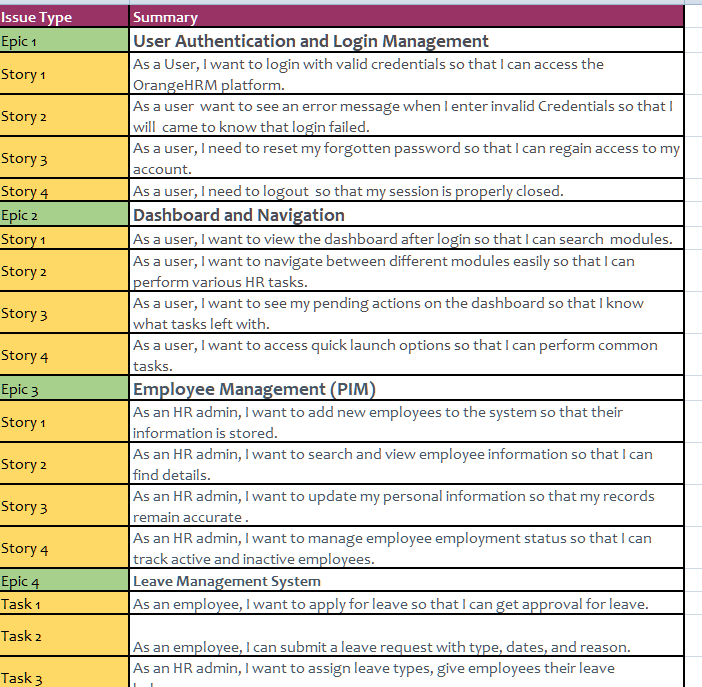 Issue Type Summary
Epic 1 User Authentication and Login Management
Story 1 As a User, I want to login with valid credentials so that I can access the
OrangeHRM platform.
Story 2 As a user  want to see an error message when I enter invalid Credentials so that I
will  came to know that login failed.
Story 3 As a user, I need to reset my forgotten password so that I can regain access to my
account.
Story 4 As a user, I need to logout  so that my session is properly closed.
Epic 2 Dashboard and Navigation
Story 1 As a user, I want to view the dashboard after login so that I can search  modules.
Story 2 As a user, I want to navigate between different modules easily so that I can
perform various HR tasks.
Story 3 As a user, I want to see my pending actions on the dashboard so that I know
what tasks left with.
Story 4 As a user, I want to access quick launch options so that I can perform common
tasks.
Epic 3 Employee Management (PIM)
Story 1 As an HR admin, I want to add new employees to the system so that their
information is stored.
Story 2 As an HR admin, I want to search and view employee information so that I can
find details.
Story 3 As an HR admin, I want to update my personal information so that my records
remain accurate .
Story 4 As an HR admin, I want to manage employee employment status so that I can
track active and inactive employees.
Epic 4 Leave Management System
Task 1 As an employee, I want to apply for leave so that I can get approval for leave.
Task 2 As an employee, I can submit a leave request with type, dates, and reason.
Task 3 As an HR admin, I want to assign leave types, give employees their leave